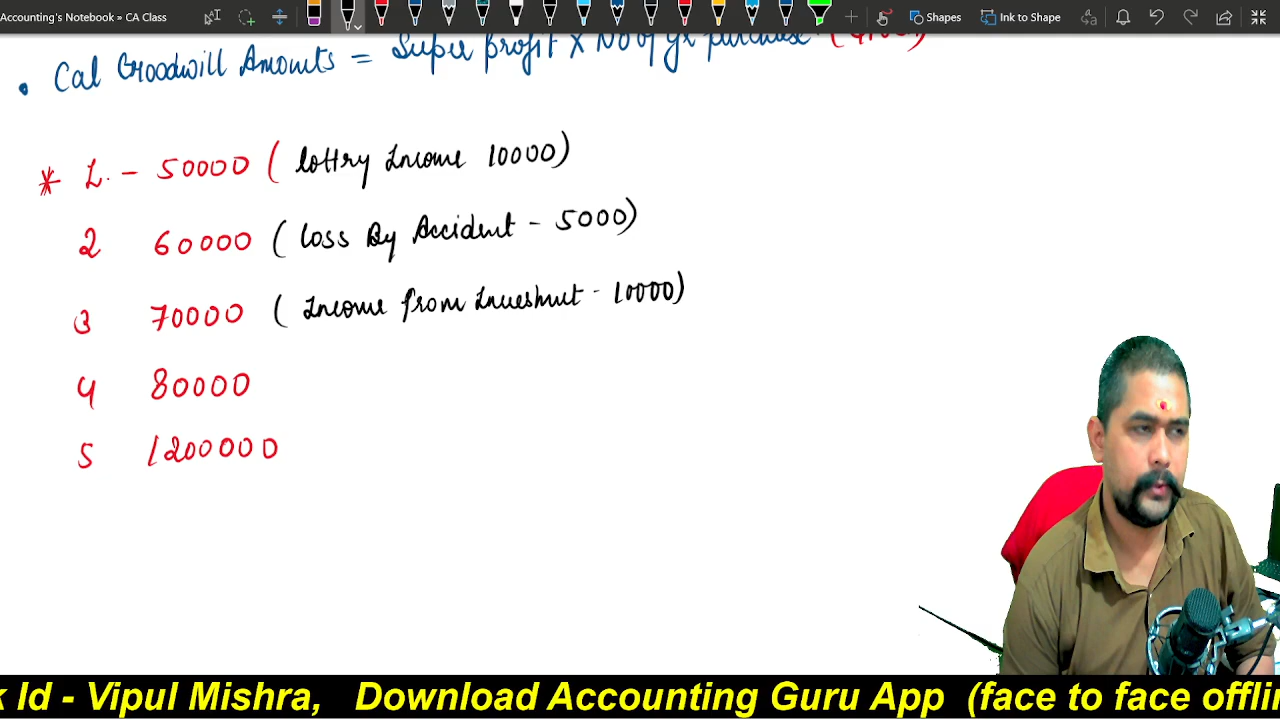 Accounting's Notebook » CA Class Shapes Ink to Shape
• Cal Goodwill Amounts = Super profit x No of yr purchase
* 1. - 50000 ( lottry Income 10000)
2 60000 ( loss By Accident - 5000)
3 70000 ( Income from Invesmut - 10000)
4 80000
5 1200000
k Id - Vipul Mishra, Download Accounting Guru App (face to face offli